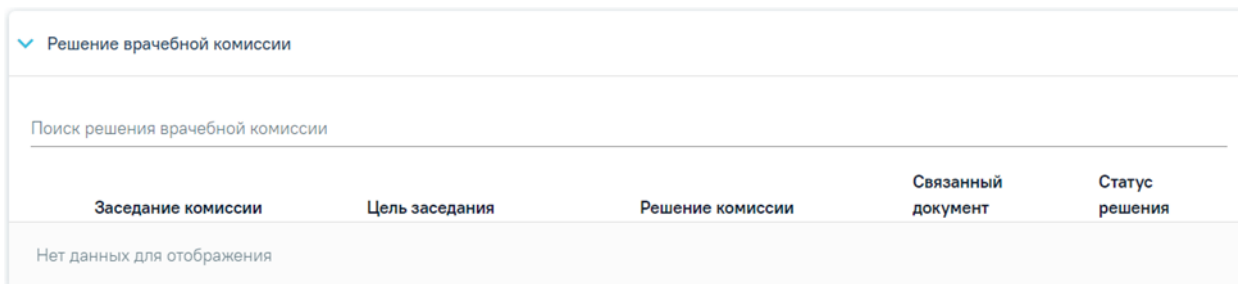 Решение врачебной комиссии
Поиск решения врачебной комиссии
Заседание комиссии Цель заседания Решение комиссии Связанный документ Статус решения
Нет данных для отображения